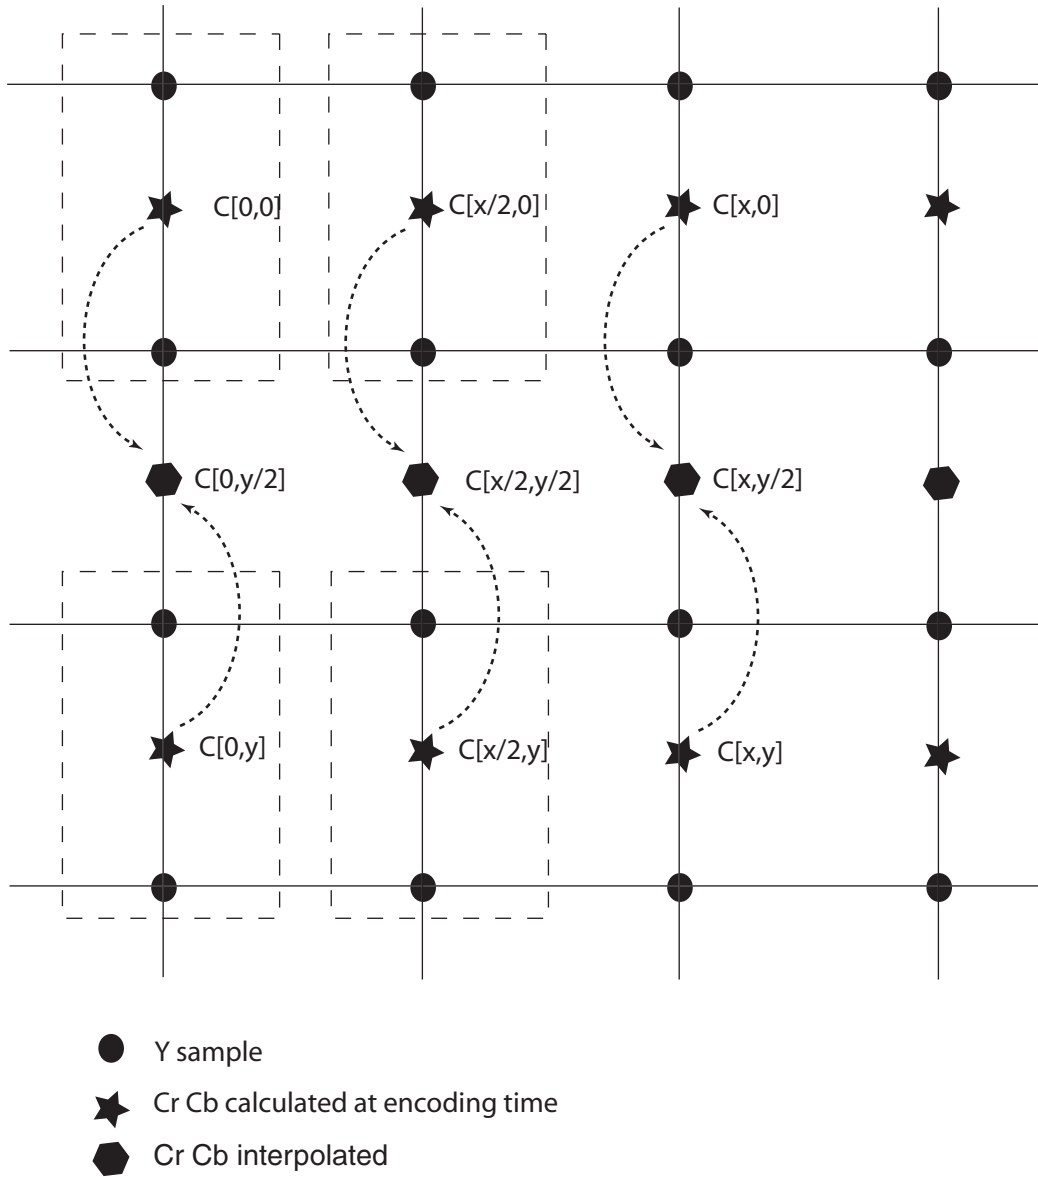 C[0,0] C[x/2,0] C[x,0]
C[0,y/2] C[x/2,y/2] C[x,y/2]
C[0,y] C[x/2,y] C[x,y]
Y sample
Cr Cb calculated at encoding time
Cr Cb interpolated